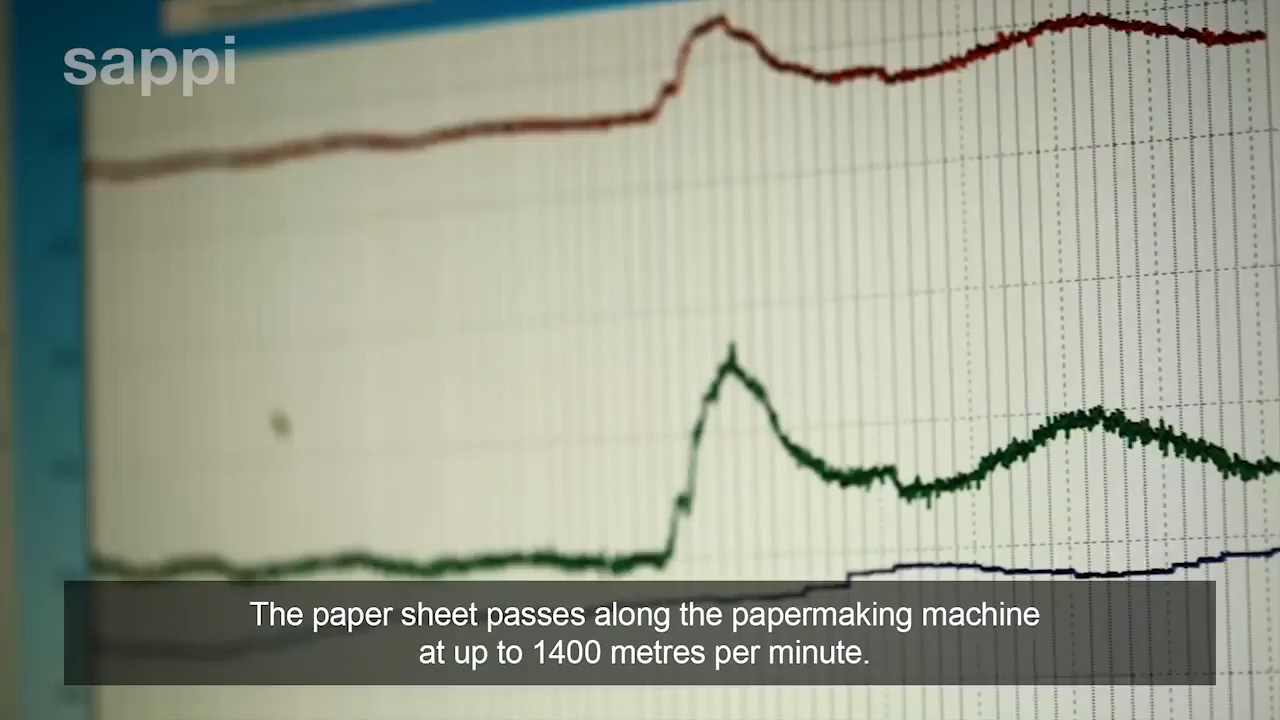 sappi
The paper sheet passes along the papermaking machine
at up to 1400 metres per minute.